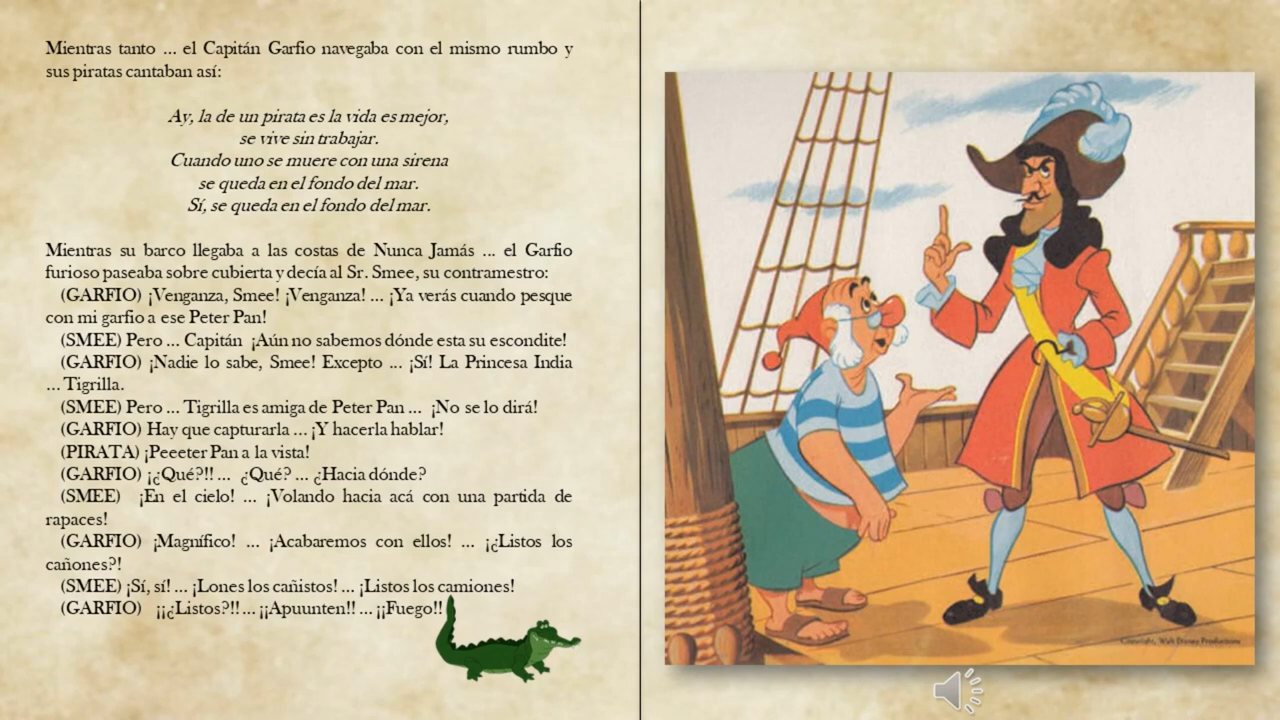 Mientras tanto ... el Capitán Garfio navegaba con el mismo rumbo y
sus piratas cantaban así:
Ay, la de un pirata es la vida es mejor,
se vive sin trabajar.
Cuando uno se muere con una sirena
se queda en el fondo del mar.
Sí, se queda en el fondo del mar.
Mientras su barco llegaba a las costas de Nunca Jamás ... el Garfio
furioso paseaba sobre cubierta y decía al Sr. Smee, su contramestro:
(GARFIO) ¡Venganza, Smee! ¡Venganza! ... ¡Ya verás cuando pesque
con mi garfio a ese Peter Pan!
(SMEE) Pero ... Capitán ¡Aún no sabemos dónde esta su escondite!
(GARFIO) ¡Nadie lo sabe, Smee! Excepto ... ¡Sí! La Princesa India
... Tigrilla.
(SMEE) Pero ... Tigrilla es amiga de Peter Pan ... ¡No se lo dirá!
(GARFIO) Hay que capturarla ... ¡Y hacerla hablar!
(PIRATA) ¡Peeeter Pan a la vista!
(GARFIO) ¡¿Qué?!! ... ¿Qué? ... ¿Hacia dónde?
(SMEE) ¡En el cielo! ... ¡Volando hacia acá con una partida de
rapaces!
(GARFIO) ¡Magnífico! ... ¡Acabaremos con ellos! ... ¡¿Listos los
cañones?!
(SMEE) ¡Sí, sí! ... ¡Lones los cañistos! ... ¡Listos los camiones!
(GARFIO) ¡¡¿Listos?!! ... ¡¡Apuunten!! ... ¡¡Fuego!!
Copyright, Walt Disney Productions